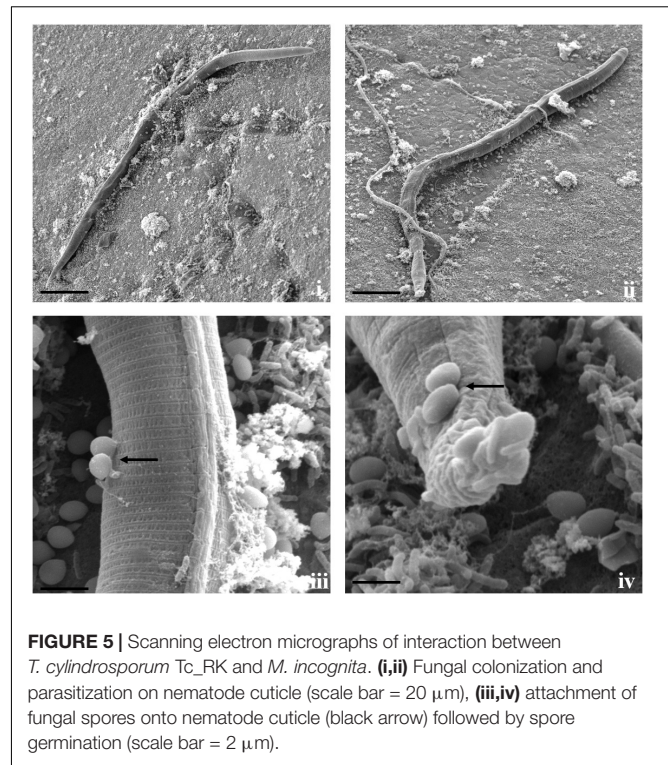 i
ii
iii
iv
FIGURE 5 | Scanning electron micrographs of interaction between
T. cylindrosporum Tc_RK and M. incognita. (i,ii) Fungal colonization and
parasitization on nematode cuticle (scale bar = 20 μm), (iii,iv) attachment of
fungal spores onto nematode cuticle (black arrow) followed by spore
germination (scale bar = 2 μm).